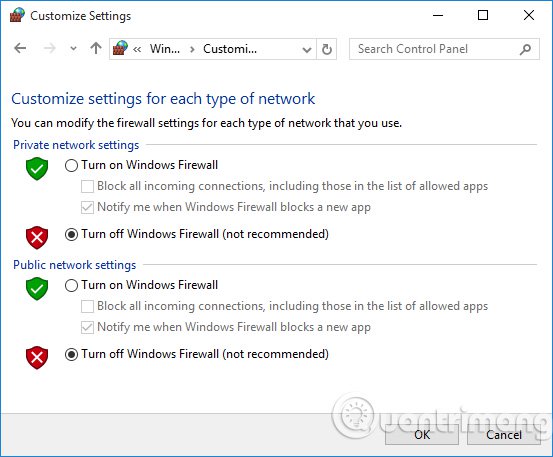 Customize Settings
Win...
Customi...
Search Control Panel
Customize settings for each type of network
You can modify the firewall settings for each type of network that you use.
Private network settings
Turn on Windows Firewall
Block all incoming connections, including those in the list of allowed apps
Notify me when Windows Firewall blocks a new app
Turn off Windows Firewall (not recommended)
Public network settings
Turn on Windows Firewall
Block all incoming connections, including those in the list of allowed apps
Notify me when Windows Firewall blocks a new app
Turn off Windows Firewall (not recommended)
Quantrimang
OK
Cancel